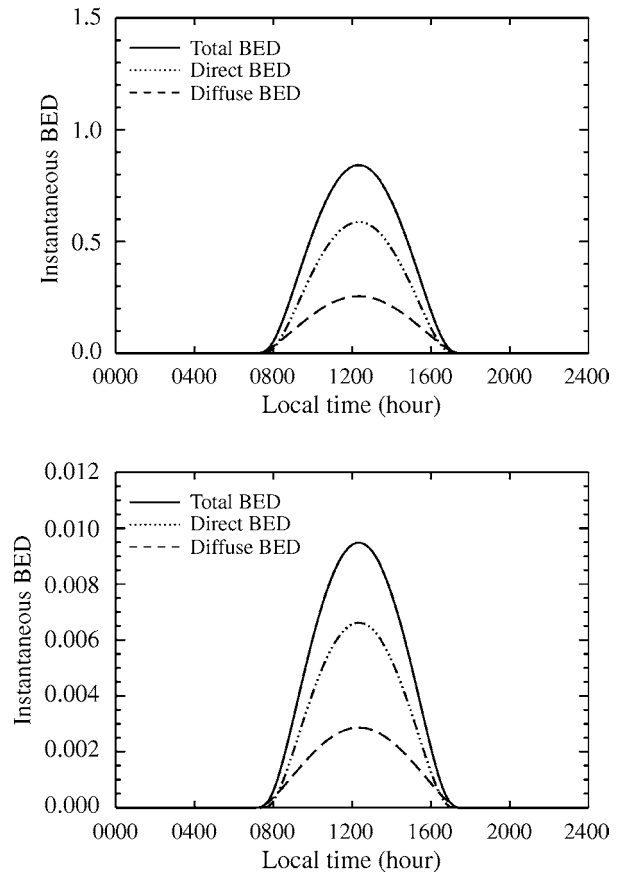 1.5
Total BED
Direct BED
Diffuse BED
1.0
0.5
0.0
Instantaneous BED
0000 0400 0800 1200 1600 2000 2400
Local time (hour)
0.012
Total BED
Direct BED
Diffuse BED
0.010
0.008
0.006
0.004
0.002
0.000
Instantaneous BED
0000 0400 0800 1200 1600 2000 2400
Local time (hour)